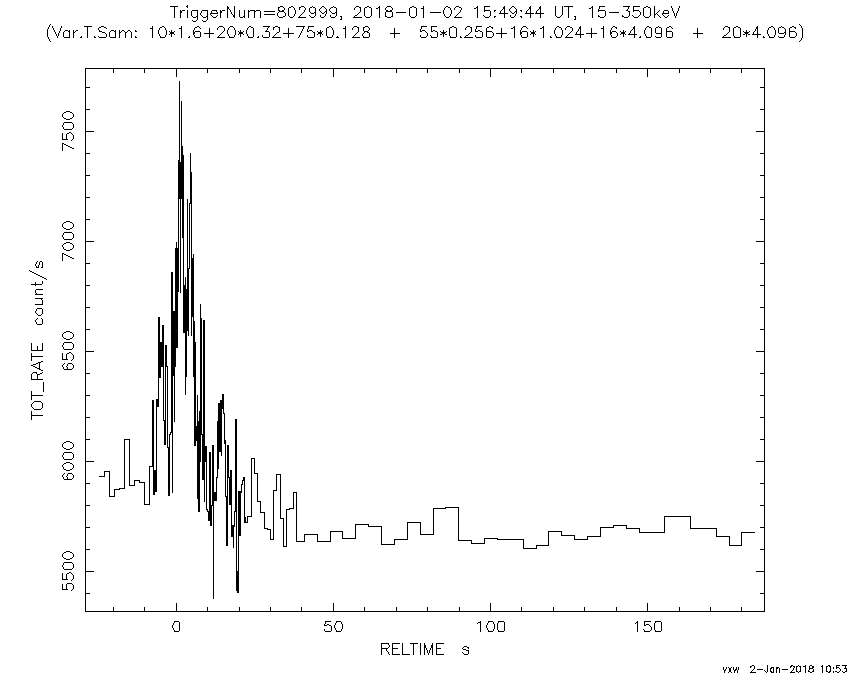 TriggerNum=802999, 2018-01-02 15:49:44 UT, 15-350keV
(Var.T.Sam: 10*1.6+20*0.32+75*0.128 + 55*0.256+16*1.024+16*4.096 + 20*4.096)
TOT_RATE count/s
7500
7000
6500
6000
5500
0 50 100 150
RELTIME s
vxw 2-Jan-2018 10:53